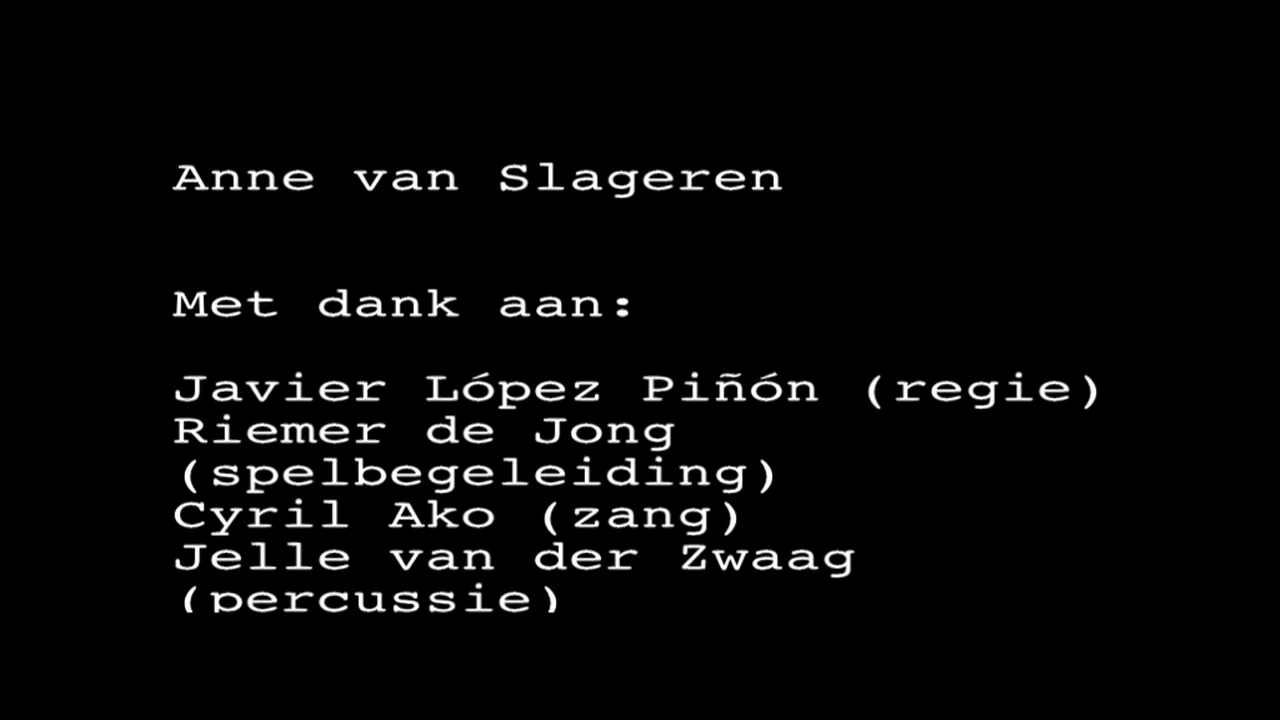 Anne van Slageren
Met dank aan:
Javier López Piñón (regie)
Riemer de Jong
(spelbegeleiding)
Cyril Ako (zang)
Jelle van der Zwaag
(percussie)